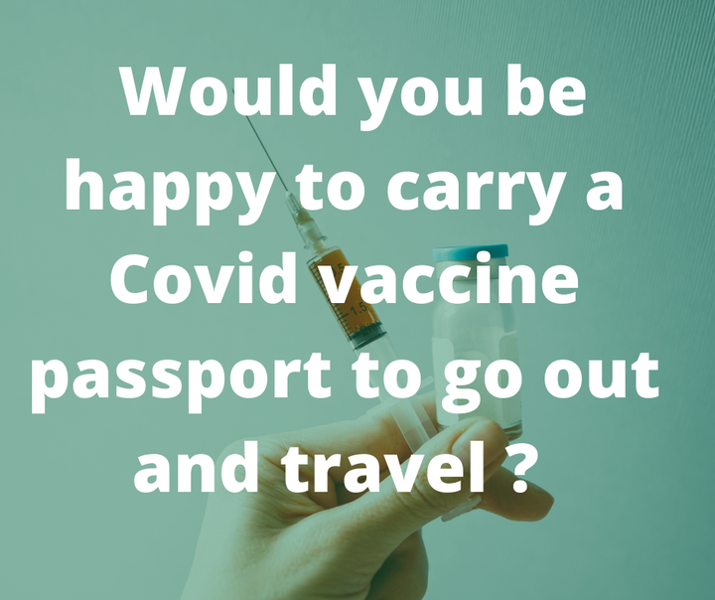 Would you be
happy to carry a
Covid vaccine
passport to go out
and travel ?